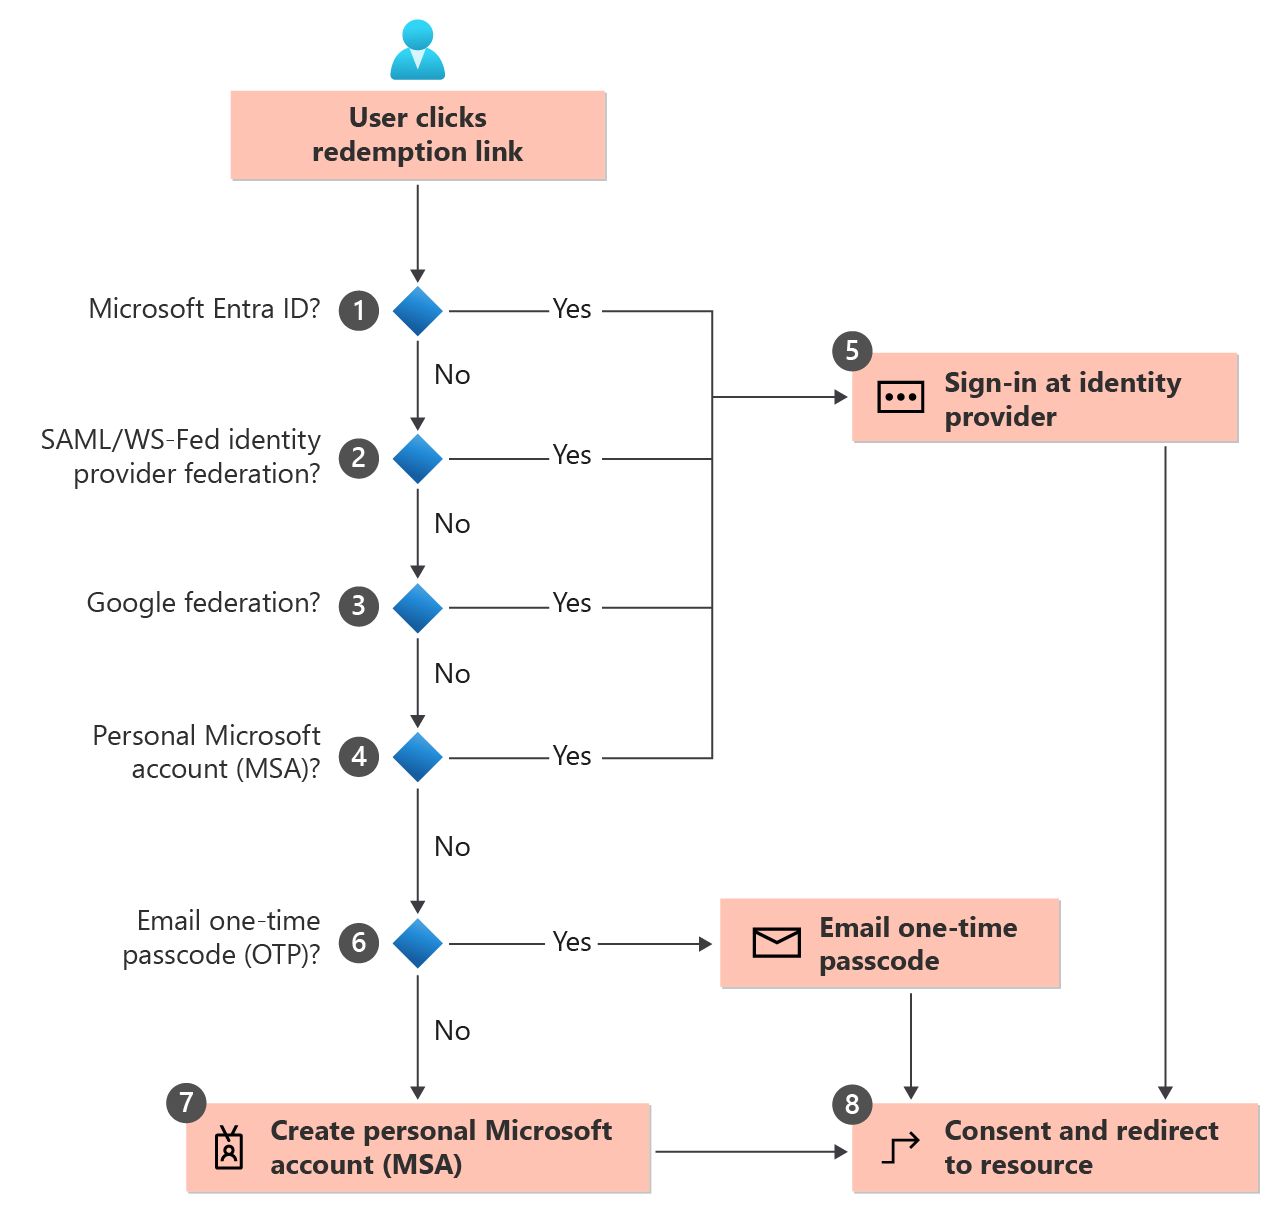 User clicks
redemption link
Microsoft Entra ID?
1
Yes
No
5
Sign-in at identity
provider
SAML/WS-Fed identity
provider federation?
2
Yes
No
Google federation?
3
Yes
No
Personal Microsoft
account (MSA)?
4
Yes
No
Email one-time
passcode (OTP)?
6
Yes
Email one-time
passcode
No
7
Create personal Microsoft
account (MSA)
8
Consent and redirect
to resource